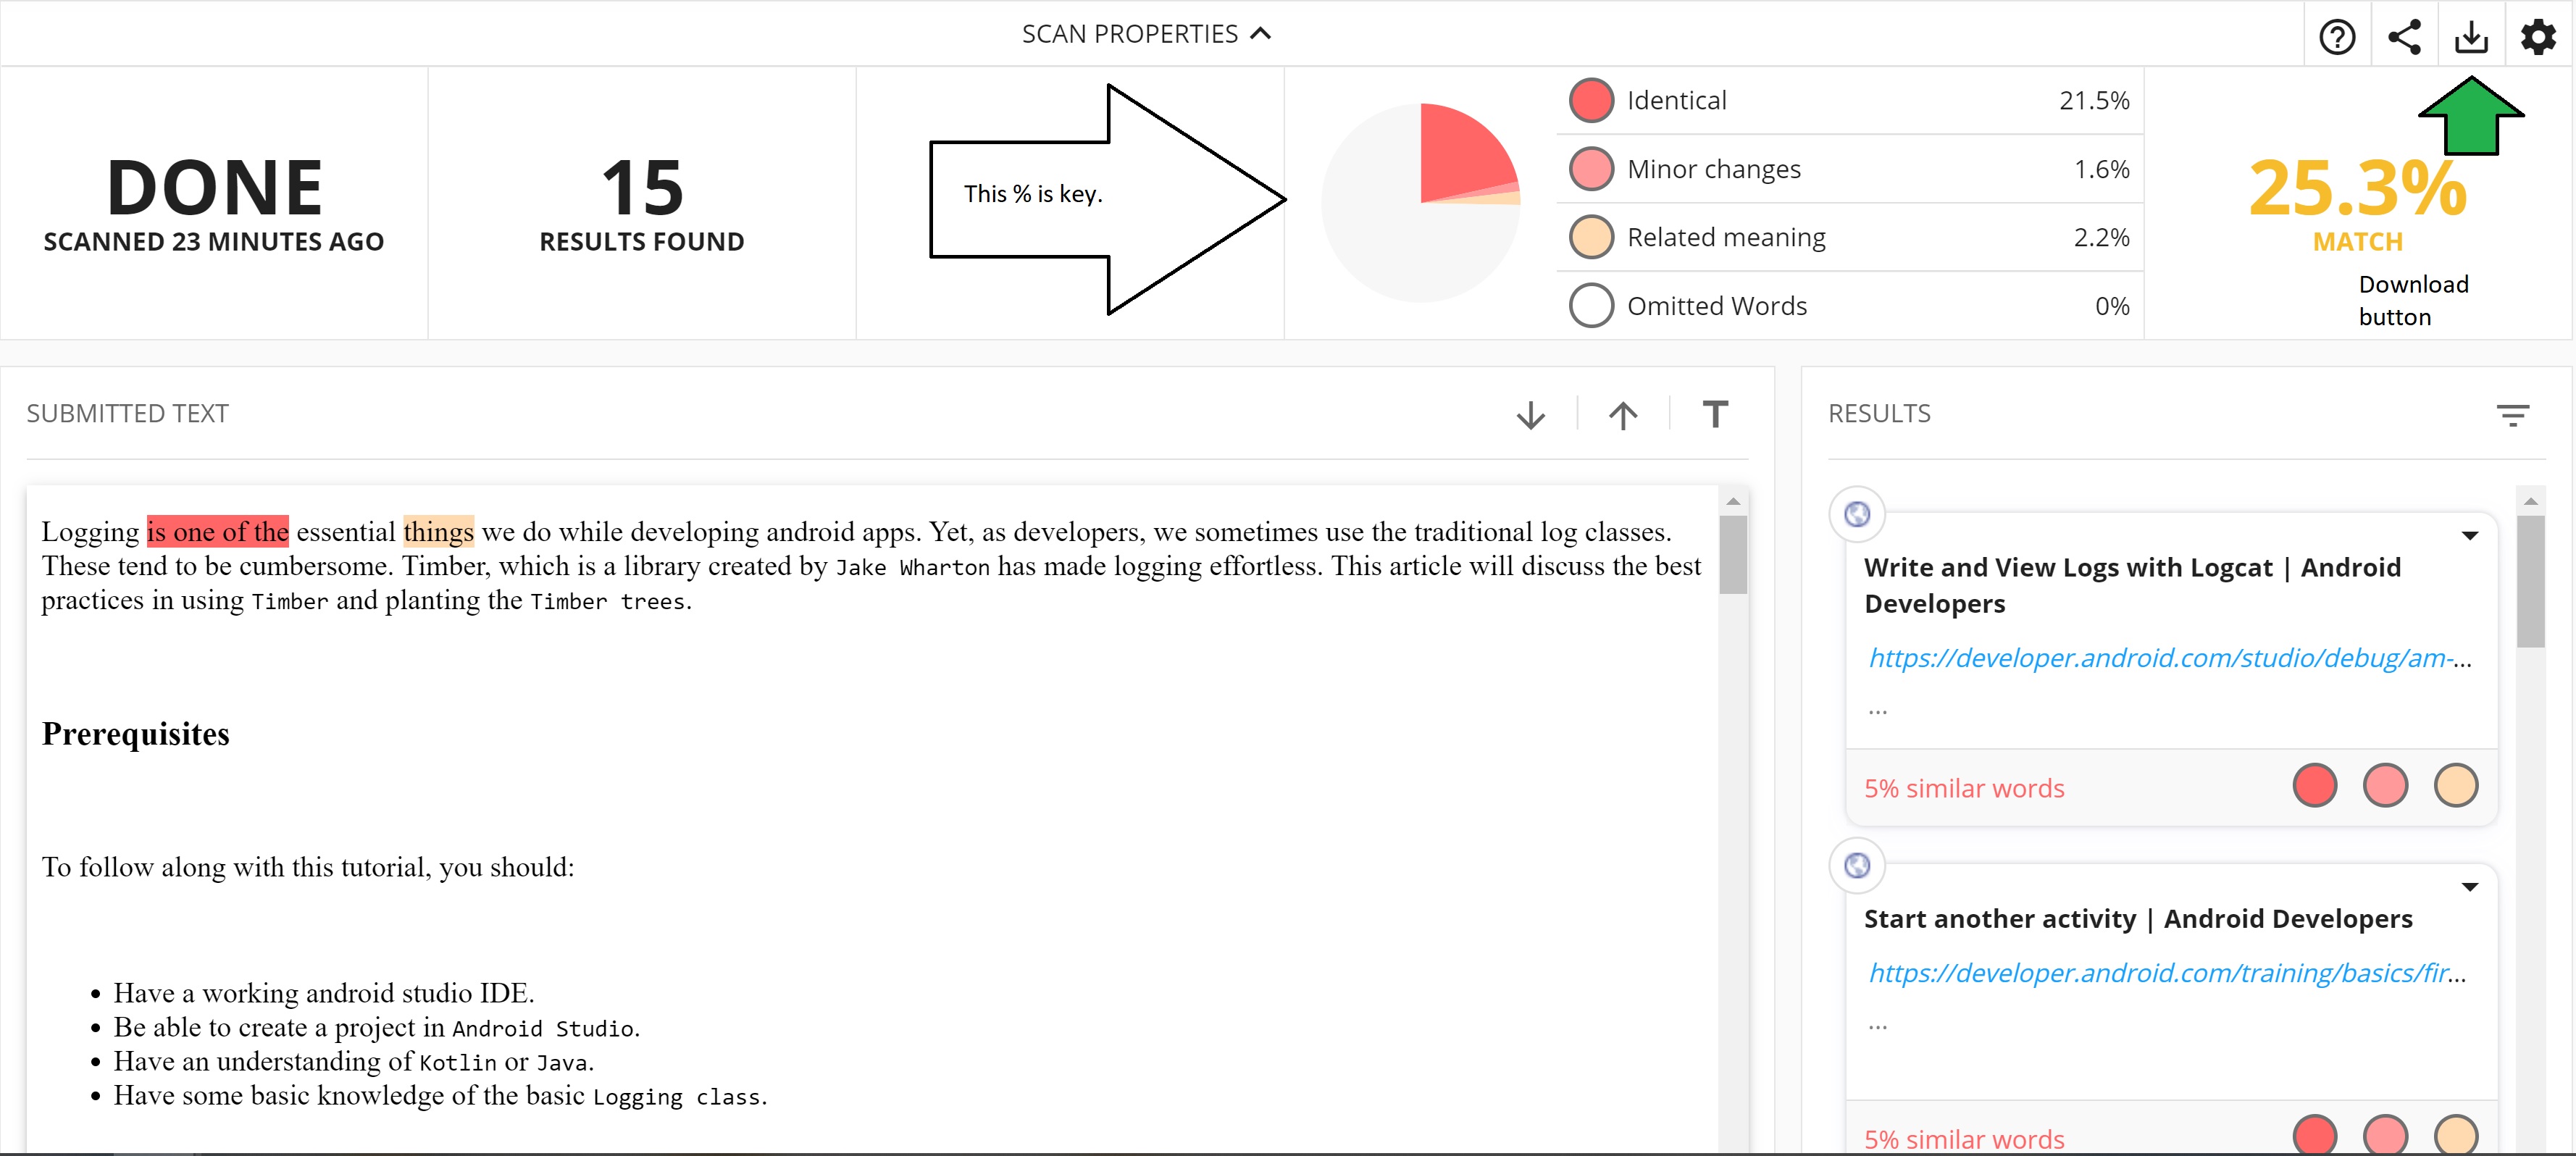 SCAN PROPERTIES
DONE
SCANNED 23 MINUTES AGO
15
RESULTS FOUND
This % is key.
Identical 21.5%
Minor changes 1.6%
Related meaning 2.2%
Omitted Words 0%
25.3%
MATCH
Download
button
SUBMITTED TEXT
Logging is one of the essential things we do while developing android apps. Yet, as developers, we sometimes use the traditional log classes.
These tend to be cumbersome. Timber, which is a library created by Jake Wharton has made logging effortless. This article will discuss the best
practices in using Timber and planting the Timber trees.
Prerequisites
To follow along with this tutorial, you should:
• Have a working android studio IDE.
• Be able to create a project in Android Studio.
• Have an understanding of Kotlin or Java.
• Have some basic knowledge of the basic Logging class.
RESULTS
Write and View Logs with Logcat | Android
Developers
https://developer.android.com/studio/debug/am-...
...
5% similar words
Start another activity | Android Developers
https://developer.android.com/training/basics/fir...
...
5% similar words